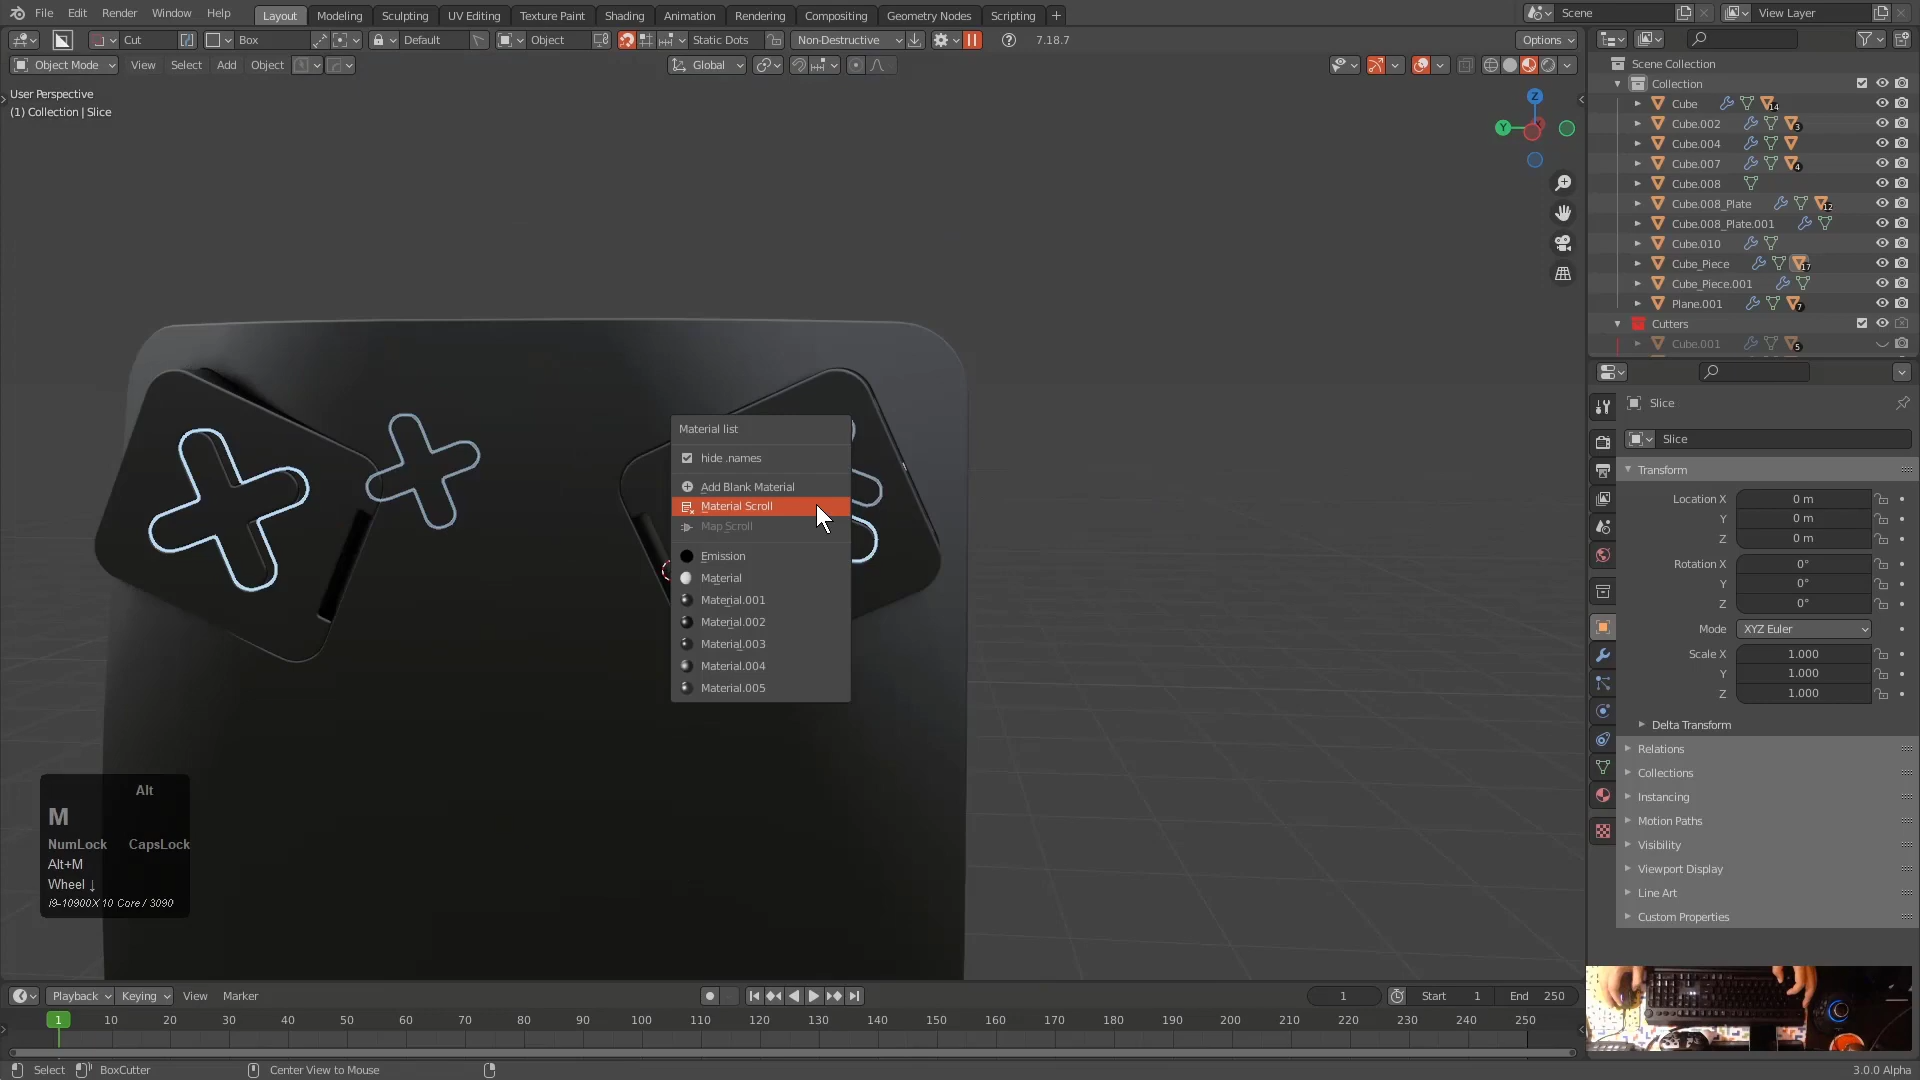 File Edit Render Window Help
Layout Modeling Sculpting UV Editing Texture Paint Shading Animation Rendering Compositing Geometry Nodes Scripting
Scene
View Layer
Cut Box Default Object Static Dots Non-Destructive 7.18.7
Options
Object Mode View Select Add Object
Global
User Perspective
(1) Collection | Slice
Z
Y
Scene Collection
Collection
Cube 14
Cube.002 3
Cube.004
Cube.007 4
Cube.008
Cube.008_Plate 12
Cube.008_Plate.001
Cube.010
Cube_Piece 17
Cube_Piece.001
Plane.001 7
Cutters
Cube.001 5
Material list
hide .names
Add Blank Material
Material Scroll
Map Scroll
Emission
Material
Material.001
Material.002
Material.003
Material.004
Material.005
Slice
Slice
Transform
Location X 0 m
Y 0 m
Z 0 m
Rotation X 0°
Y 0°
Z 0°
Mode XYZ Euler
Scale X 1.000
Y 1.000
Z 1.000
Delta Transform
Relations
Collections
Instancing
Motion Paths
Visibility
Viewport Display
Line Art
Custom Properties
Alt
M
NumLock CapsLock
Alt+M
Wheel ↓
i9-10900X 10 Core / 3090
Playback Keying View Marker
1 Start 1 End 250
1 10 20 30 40 50 60 70 80 90 100 110 120 130 140 150 160 170 180 190 200 210 220 230 240 250
Select BoxCutter Center View to Mouse
3.0.0 Alpha